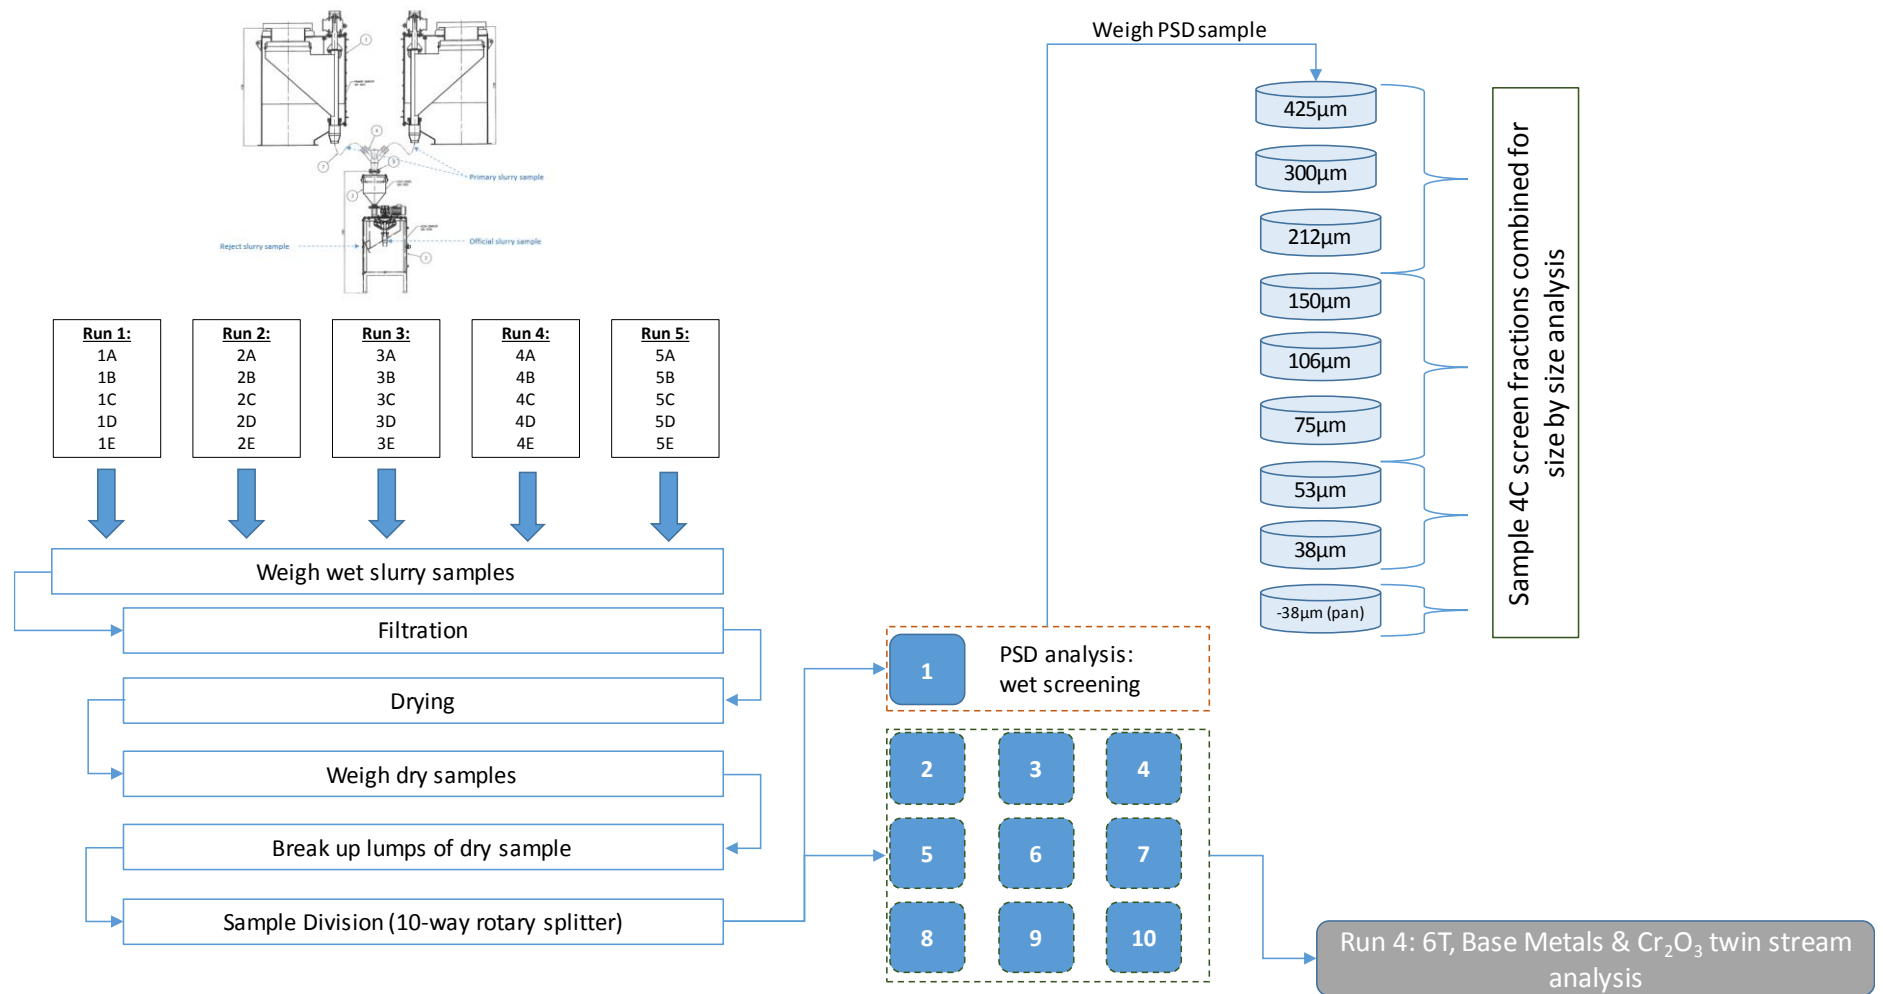 Primary slurry sample
Reject slurry sample
Official slurry sample
Run 1:
1A
1B
1C
1D
1E
Run 2:
2A
2B
2C
2D
2E
Run 3:
3A
3B
3C
3D
3E
Run 4:
4A
4B
4C
4D
4E
Run 5:
5A
5B
5C
5D
5E
Weigh wet slurry samples
Filtration
Drying
Weigh dry samples
Break up lumps of dry sample
Sample Division (10-way rotary splitter)
1
PSD analysis:
wet screening
2
3
4
5
6
7
8
9
10
Weigh PSD sample
425µm
300µm
212µm
150µm
106µm
75µm
53µm
38µm
-38µm (pan)
Sample 4C screen fractions combined for
size by size analysis
Run 4: 6T, Base Metals & Cr₂O₃ twin stream
analysis